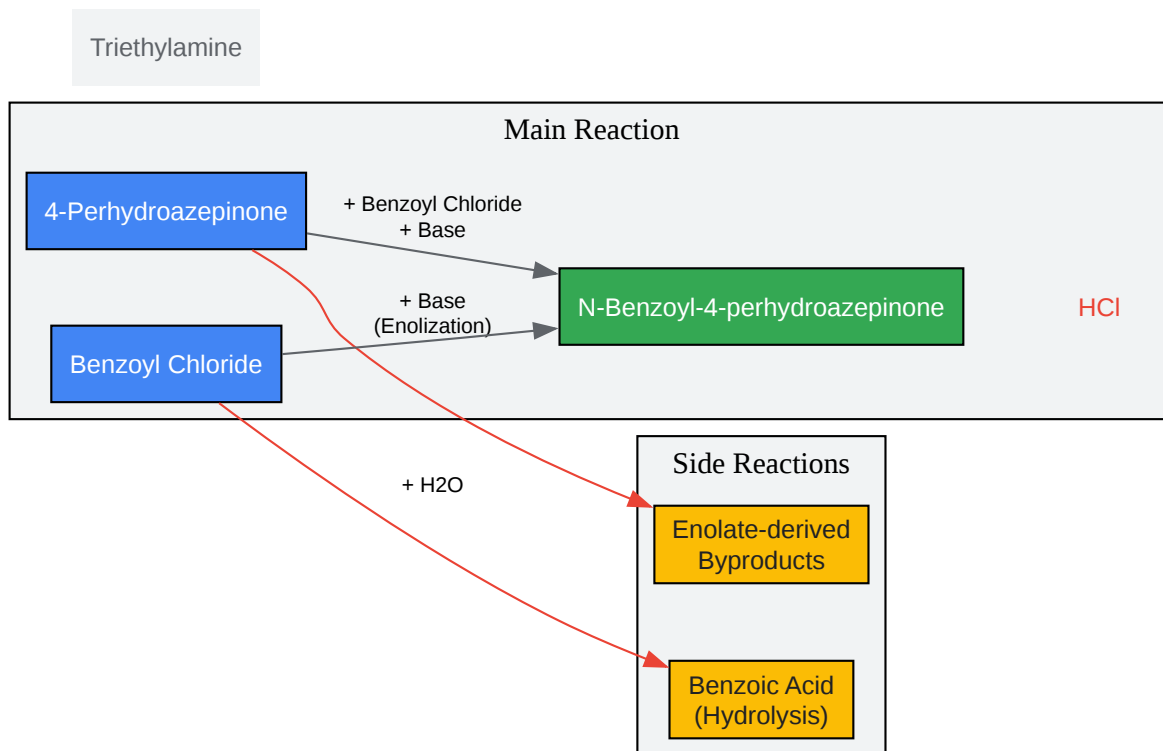 Triethylamine
Main Reaction
4-Perhydroazepinone
+ Benzoyl Chloride
+ Base
+ Base
(Enolization)
N-Benzoyl-4-perhydroazepinone
HCl
Benzoyl Chloride
Side Reactions
+ H2O
Enolate-derived
Byproducts
Benzoic Acid
(Hydrolysis)